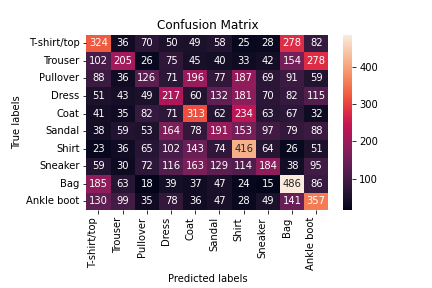 Confusion Matrix
T-shirt/top 324 36 70 50 49 58 25 28 278 82
Trouser 102 205 26 75 45 40 33 42 154 278
Pullover 88 36 126 71 196 77 187 69 91 59
Dress 51 43 49 217 60 132 181 70 82 115
Coat 41 35 82 71 313 62 234 63 67 32
Sandal 38 59 53 164 78 191 153 97 79 88
Shirt 23 36 65 102 143 74 416 64 26 51
Sneaker 59 30 72 116 163 129 114 184 38 95
Bag 185 63 18 39 37 47 24 15 486 86
Ankle boot 130 99 35 78 36 47 28 49 141 357
True labels
T-shirt/top Trouser Pullover Dress Coat Sandal Shirt Sneaker Bag Ankle boot
Predicted labels
400
300
200
100